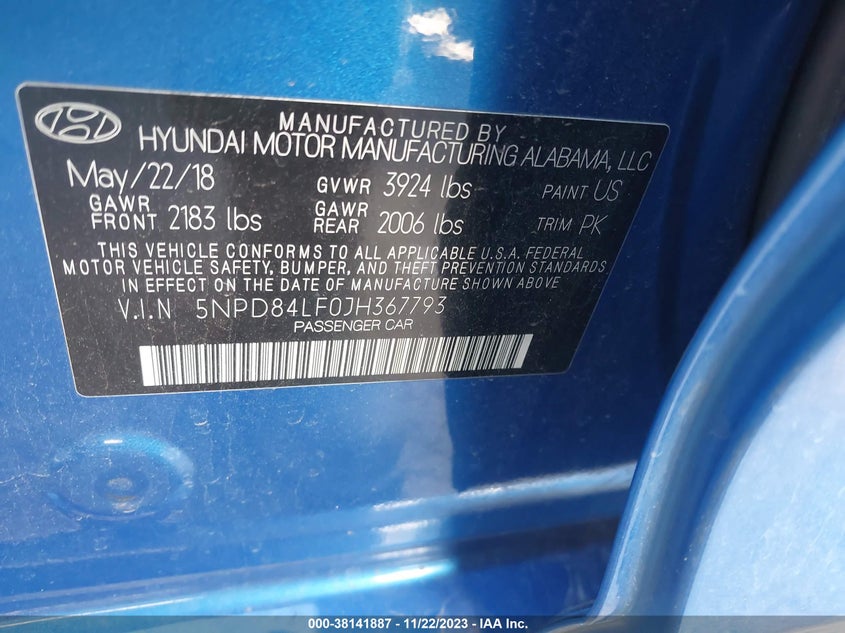 MANUFACTURED BY
HYUNDAI MOTOR MANUFACTURING ALABAMA, LLC
May/22/18 GVWR 3924 lbs PAINT US
GAWR FRONT 2183 lbs GAWR REAR 2006 lbs TRIM PK
THIS VEHICLE CONFORMS TO ALL APPLICABLE U.S.A. FEDERAL
MOTOR VEHICLE SAFETY, BUMPER, AND THEFT PREVENTION STANDARDS
IN EFFECT ON THE DATE OF MANUFACTURE SHOWN ABOVE
V.I.N 5NPD84LF0JH367793
PASSENGER CAR
000-38141887 - 11/22/2023 - IAA Inc.